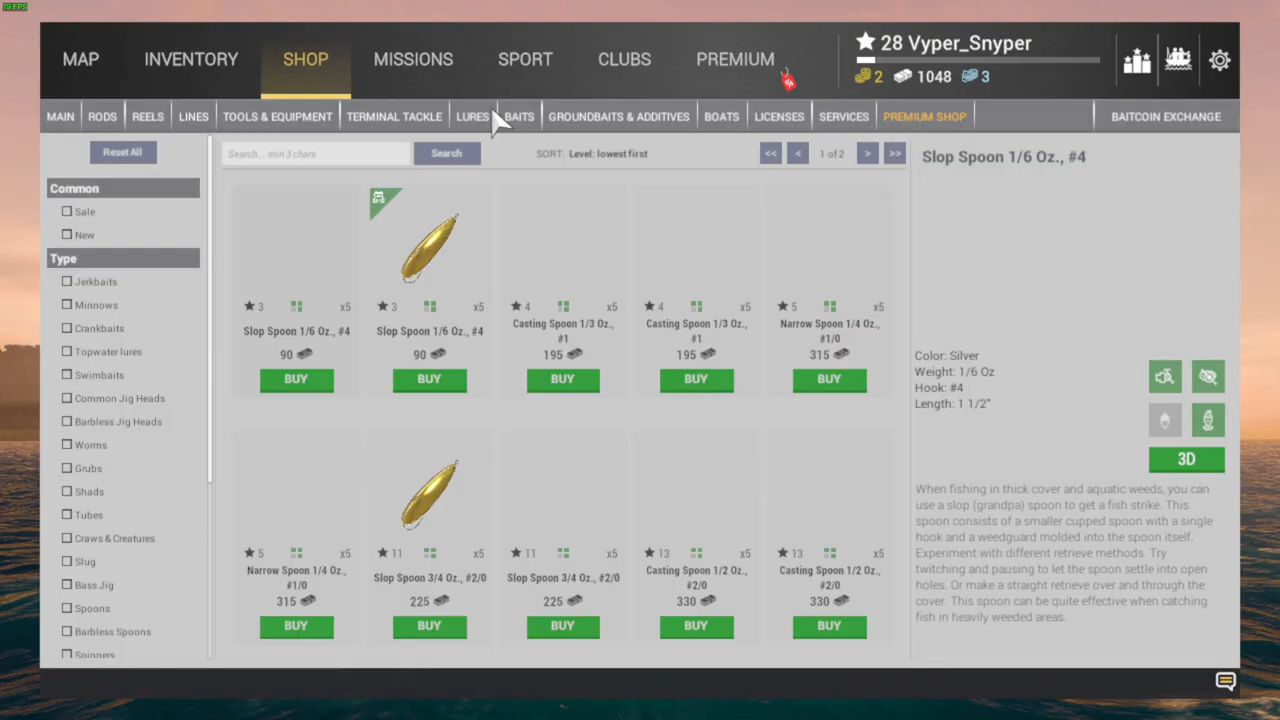 79 FPS
MAP INVENTORY SHOP MISSIONS SPORT CLUBS PREMIUM
28 Vyper_Snyper
2 1048 3
MAIN RODS REELS LINES TOOLS & EQUIPMENT TERMINAL TACKLE LURES BAITS GROUNDBAITS & ADDITIVES BOATS LICENSES SERVICES PREMIUM SHOP BAITCOIN EXCHANGE
Reset All
Search... min 3 chars Search SORT: Level: lowest first << < 1 of 2 > >>
Common
Sale
New
Type
Jerkbaits
Minnows
Crankbaits
Topwater lures
Swimbaits
Common Jig Heads
Barbless Jig Heads
Worms
Grubs
Shads
Tubes
Craws & Creatures
Slug
Bass Jig
Spoons
Barbless Spoons
Spinners
3 x5
Slop Spoon 1/6 Oz., #4
90
BUY
3 x5
Slop Spoon 1/6 Oz., #4
90
BUY
4 x5
Casting Spoon 1/3 Oz.,
#1
195
BUY
4 x5
Casting Spoon 1/3 Oz.,
#1
195
BUY
5 x5
Narrow Spoon 1/4 Oz.,
#1/0
315
BUY
5 x5
Narrow Spoon 1/4 Oz.,
#1/0
315
BUY
11 x5
Slop Spoon 3/4 Oz., #2/0
225
BUY
11 x5
Slop Spoon 3/4 Oz., #2/0
225
BUY
13 x5
Casting Spoon 1/2 Oz.,
#2/0
330
BUY
13 x5
Casting Spoon 1/2 Oz.,
#2/0
330
BUY
Slop Spoon 1/6 Oz., #4
Color: Silver
Weight: 1/6 Oz
Hook: #4
Length: 1 1/2"
3D
When fishing in thick cover and aquatic weeds, you can
use a slop (grandpa) spoon to get a fish strike. This
spoon consists of a smaller cupped spoon with a single
hook and a weedguard molded into the spoon itself.
Experiment with different retrieve methods. Try
twitching and pausing to let the spoon settle into open
holes. Or make a straight retrieve over and through the
cover. This spoon can be quite effective when catching
fish in heavily weeded areas.